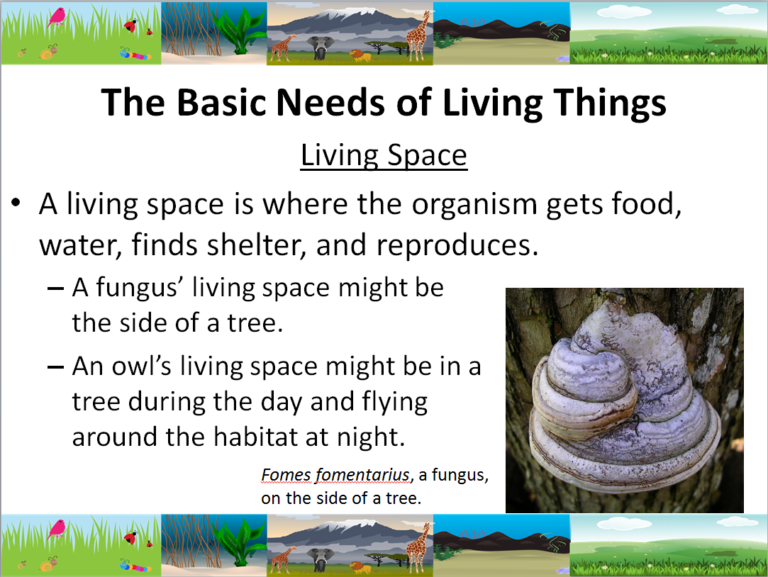 The Basic Needs of Living Things
Living Space
• A living space is where the organism gets food,
water, finds shelter, and reproduces.
– A fungus’ living space might be
the side of a tree.
– An owl’s living space might be in a
tree during the day and flying
around the habitat at night.
Fomes fomentarius, a fungus,
on the side of a tree.